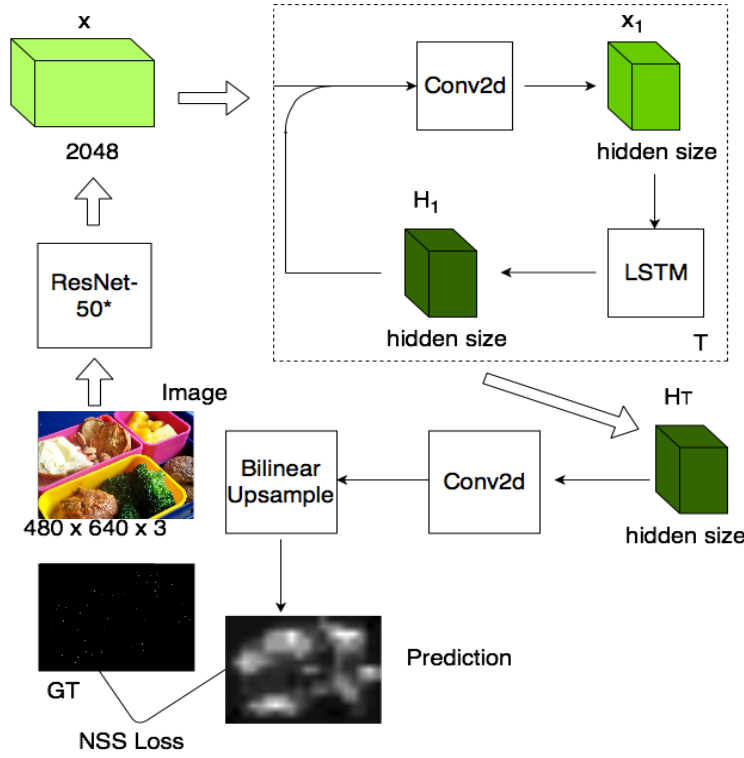 x
2048
ResNet-
50*
Image
480 x 640 x 3
GT
NSS Loss
Conv2d
x1
hidden size
LSTM
H1
hidden size
T
HT
hidden size
Conv2d
Bilinear
Upsample
Prediction